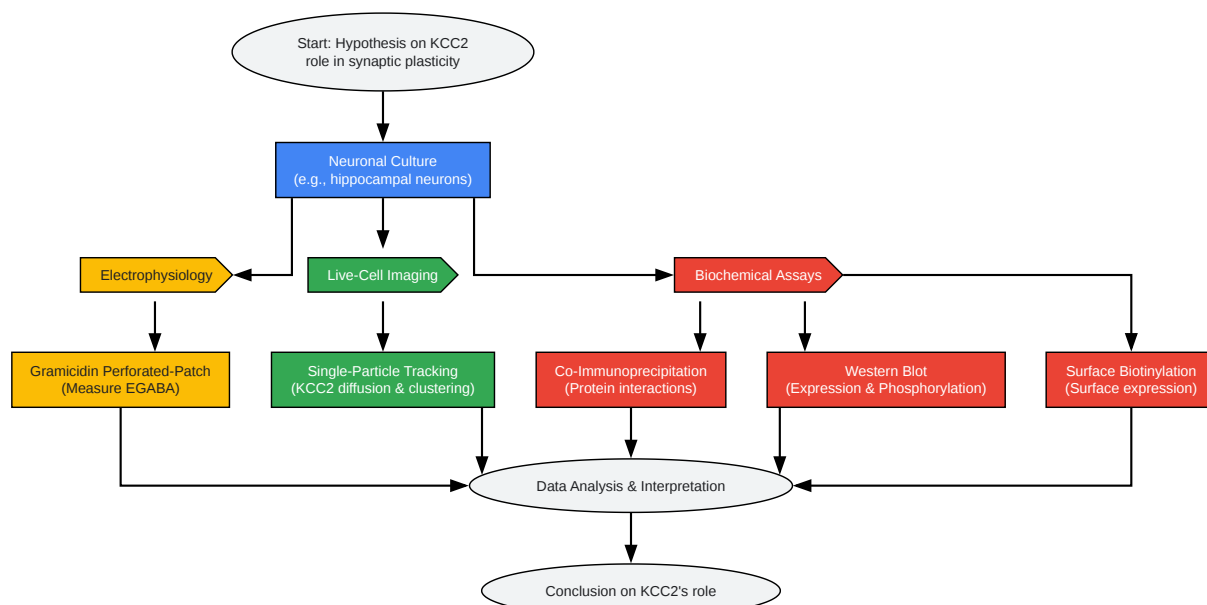 Start: Hypothesis on KCC2
role in synaptic plasticity
Neuronal Culture
(e.g., hippocampal neurons)
Electrophysiology
Live-Cell Imaging
Biochemical Assays
Gramicidin Perforated-Patch
(Measure EGABA)
Single-Particle Tracking
(KCC2 diffusion & clustering)
Co-Immunoprecipitation
(Protein interactions)
Western Blot
(Expression & Phosphorylation)
Surface Biotinylation
(Surface expression)
Data Analysis & Interpretation
Conclusion on KCC2's role